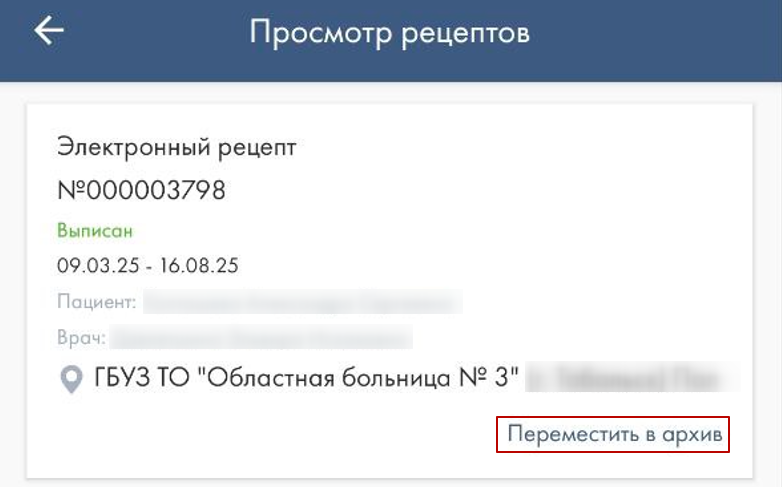 Просмотр рецептов
Электронный рецепт
№000003798
Выписан
09.03.25 - 16.08.25
Пациент:
Врач:
ГБУЗ ТО "Областная больница № 3"
Переместить в архив